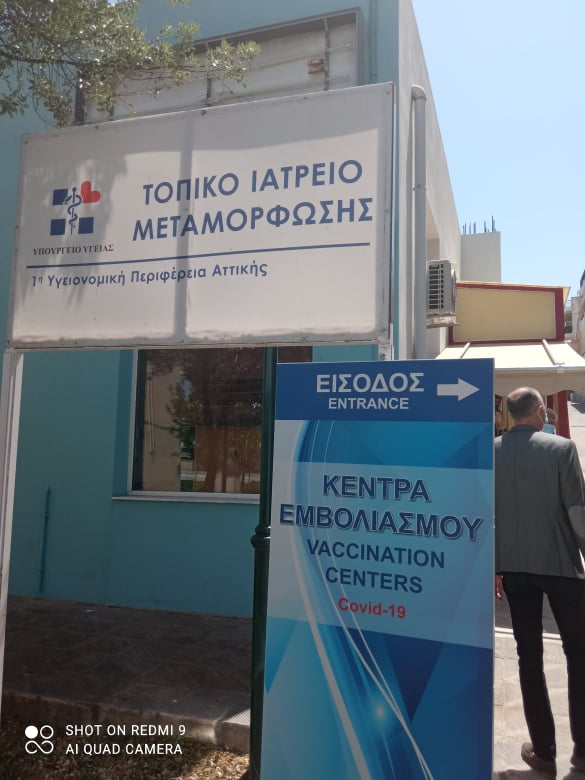 ΤΟΠΙΚΟ ΙΑΤΡΕΙΟ
ΜΕΤΑΜΟΡΦΩΣΗΣ
ΥΠΟΥΡΓΕΙΟ ΥΓΕΙΑΣ
1η Υγειονομική Περιφέρεια Αττικής
ΕΙΣΟΔΟΣ
ENTRANCE
ΚΕΝΤΡΑ
ΕΜΒΟΛΙΑΣΜΟΥ
VACCINATION
CENTERS
Covid-19
SHOT ON REDMI 9
AI QUAD CAMERA